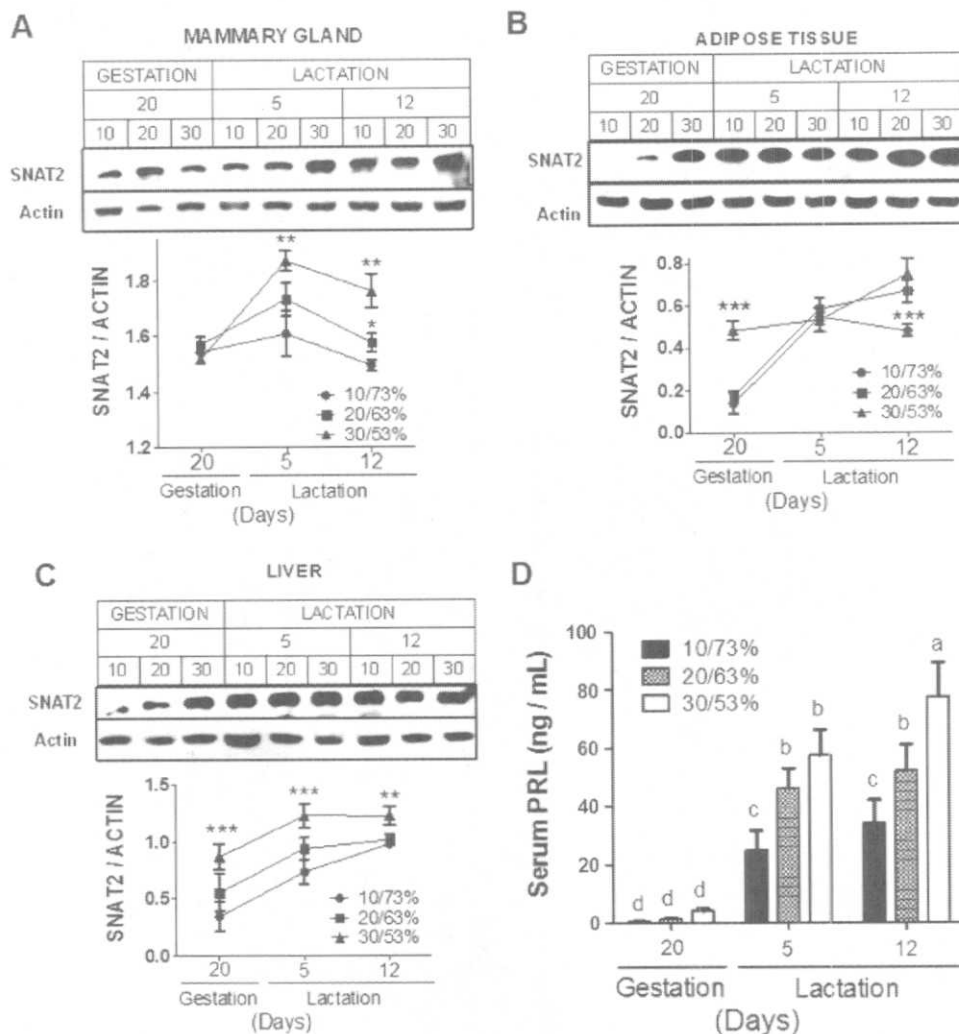 A
MAMMARY GLAND
GESTATION LACTATION
20 5 12
10 20 30 10 20 30 10 20 30
SNAT2
Actin
SNAT2 / ACTIN
1.8
1.6
1.4
1.2
**
**
*
10/73%
20/63%
30/53%
20 5 12
Gestation Lactation
(Days)
B
ADIPOSE TISSUE
GESTATION LACTATION
20 5 12
10 20 30 10 20 30 10 20 30
SNAT2
Actin
SNAT2 / ACTIN
0.8
0.6
0.4
0.2
0.0
***
***
10/73%
20/63%
30/53%
20 5 12
Gestation Lactation
(Days)
C
LIVER
GESTATION LACTATION
20 5 12
10 20 30 10 20 30 10 20 30
SNAT2
Actin
SNAT2 / ACTIN
1.5
1.0
0.5
0.0
***
***
**
10/73%
20/63%
30/53%
20 5 12
Gestation Lactation
(Days)
D
Serum PRL (ng / mL)
100
80
60
40
20
0
10/73%
20/63%
30/53%
d d d c b b c b a
20 5 12
Gestation Lactation
(Days)